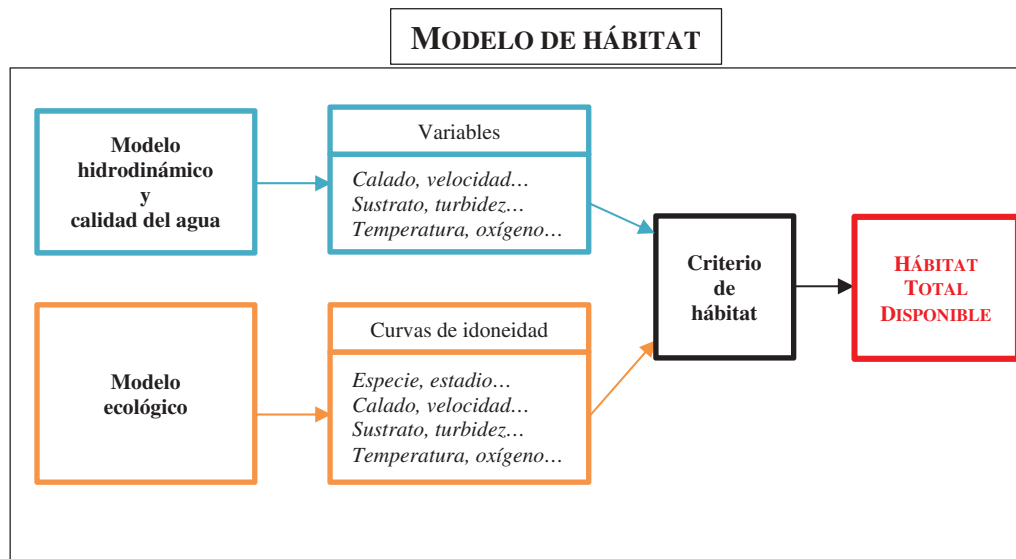 MODELO DE HÁBITAT
Modelo
hidrodinámico
y
calidad del agua
Variables
Calado, velocidad…
Sustrato, turbidez…
Temperatura, oxígeno…
Modelo
ecológico
Curvas de idoneidad
Especie, estadio…
Calado, velocidad…
Sustrato, turbidez…
Temperatura, oxígeno…
Criterio
de
hábitat
HÁBITAT
TOTAL
DISPONIBLE